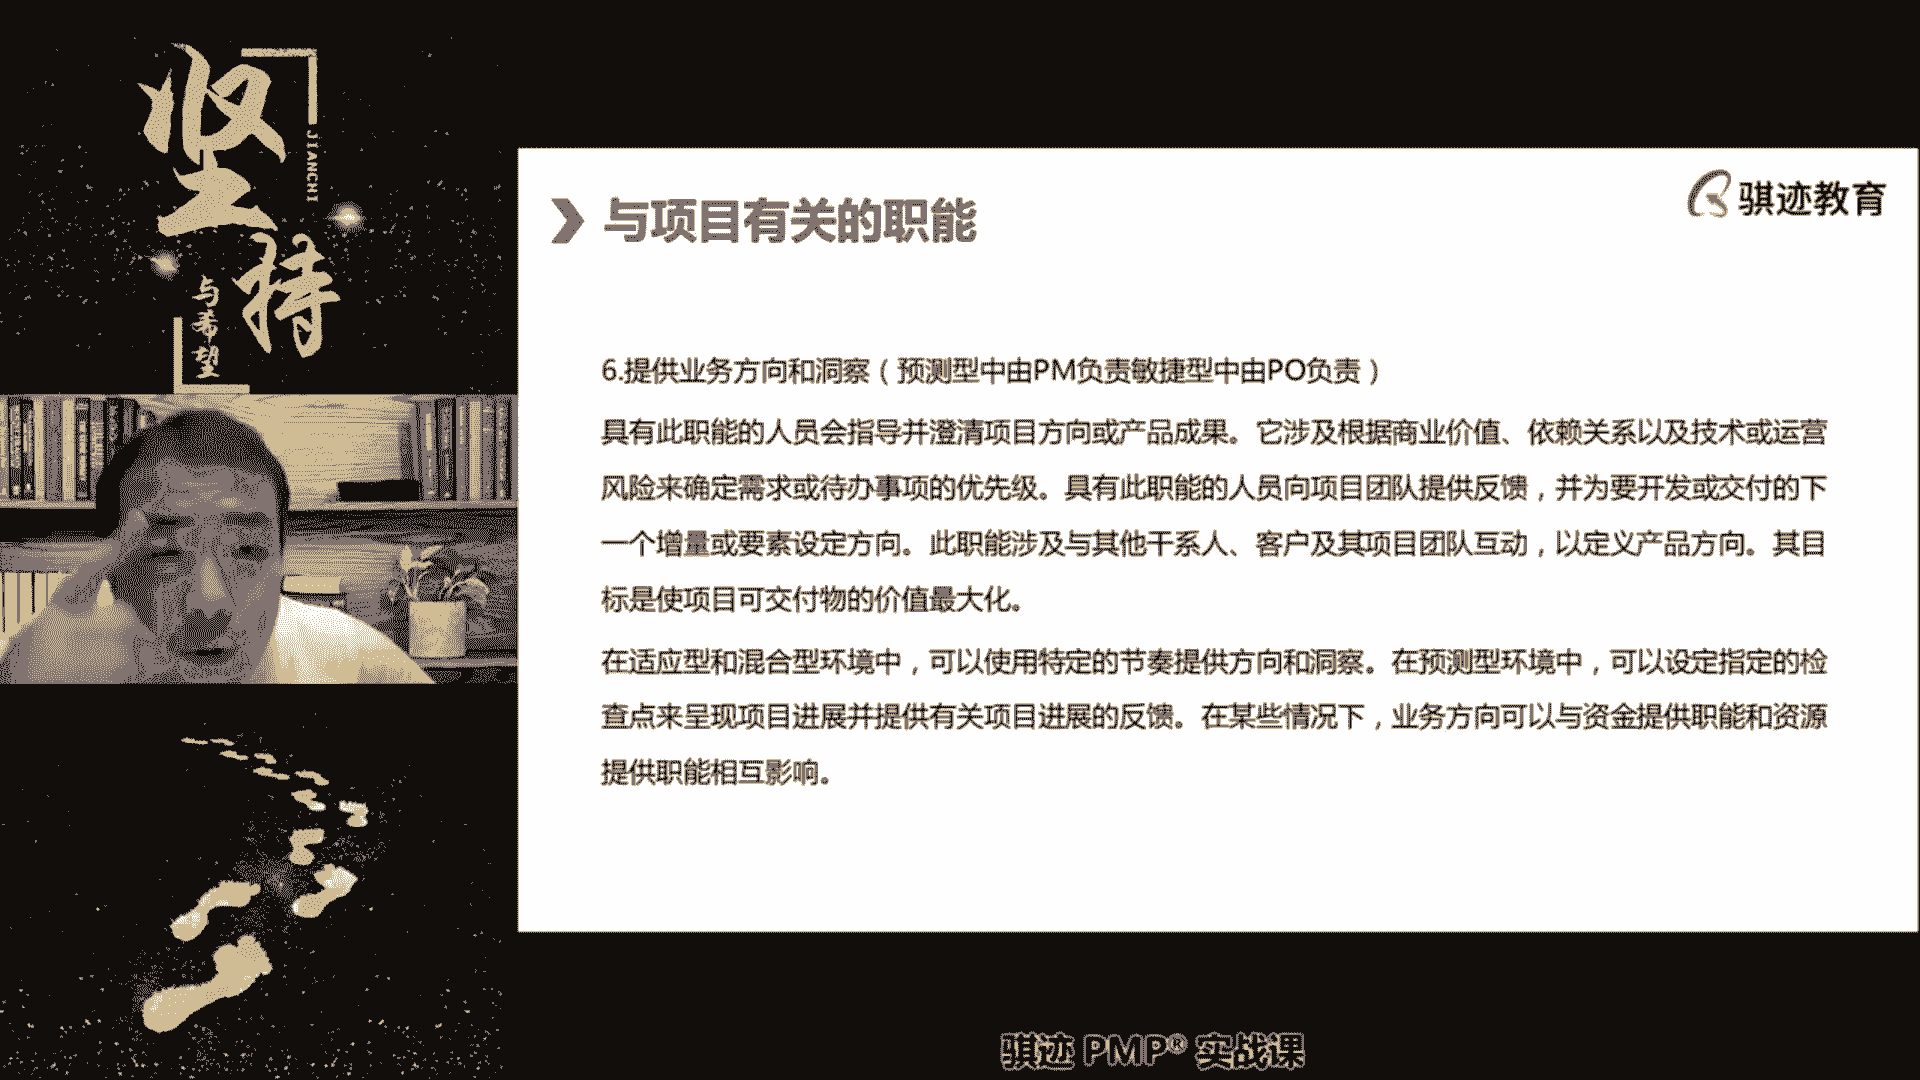 坚持
JIANCHI
与希望
骐迹教育
与项目有关的职能
6.提供业务方向和洞察（预测型中由PM负责敏捷型中由PO负责）
具有此职能的人员会指导并澄清项目方向或产品成果。它涉及根据商业价值、依赖关系以及技术或运营
风险来确定需求或待办事项的优先级。具有此职能的人员向项目团队提供反馈，并为要开发或交付的下
一个增量或要素设定方向。此职能涉及与其他干系人、客户及其项目团队互动，以定义产品方向。其目
标是使项目可交付物的价值最大化。
在适应型和混合型环境中，可以使用特定的节奏提供方向和洞察。在预测型环境中，可以设定指定的检
查点来呈现项目进展并提供有关项目进展的反馈。在某些情况下，业务方向可以与资金提供职能和资源
提供职能相互影响。
骐迹 PMP® 实战课